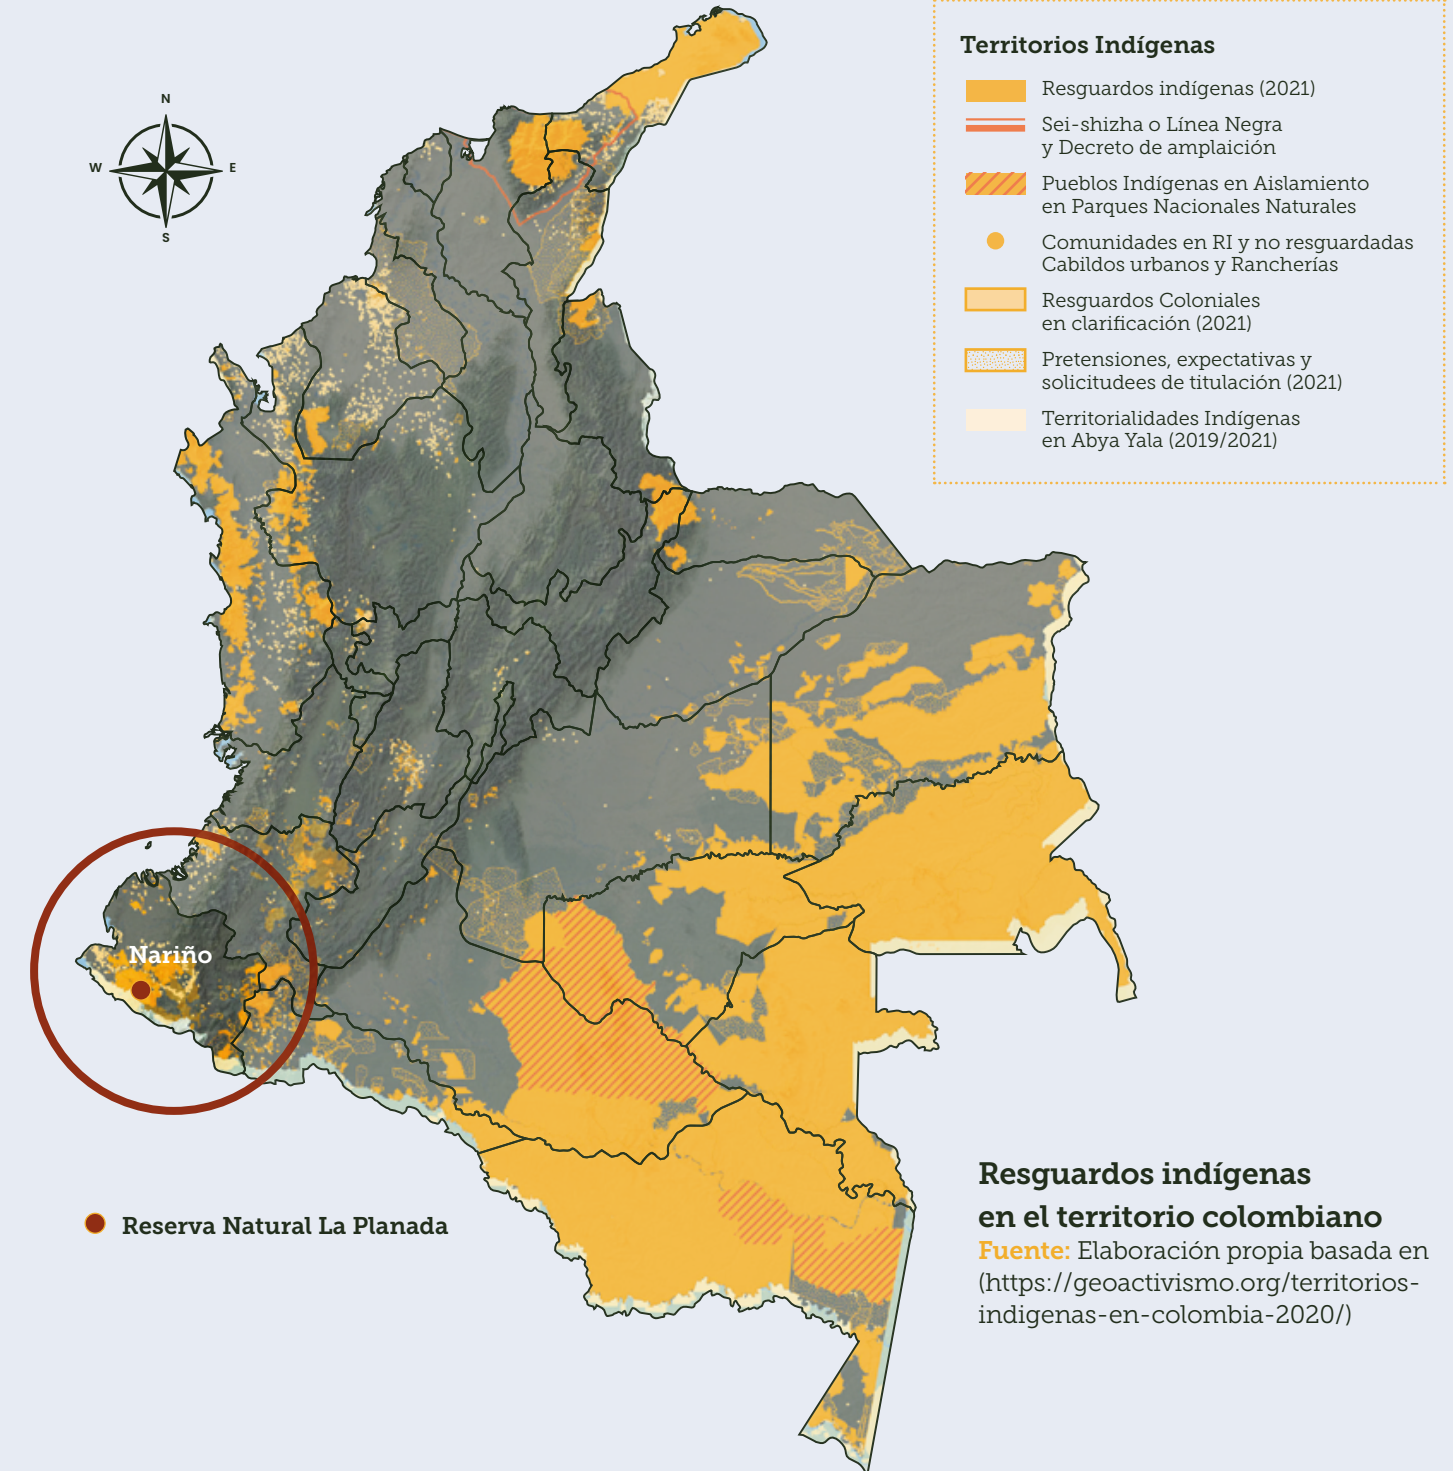 Territorios Indígenas
Resguardos indígenas (2021)
Sei-shizha o Línea Negra
y Decreto de amplaición
Pueblos Indígenas en Aislamiento
en Parques Nacionales Naturales
Comunidades en RI y no resguardadas
Cabildos urbanos y Rancherías
Resguardos Coloniales
en clarificación (2021)
Pretensiones, expectativas y
solicitudees de titulación (2021)
Territorialidades Indígenas
en Abya Yala (2019/2021)
N
W
E
S
Nariño
Reserva Natural La Planada
Resguardos indígenas
en el territorio colombiano
Fuente: Elaboración propia basada en
(https://geoactivismo.org/territorios-
indigenas-en-colombia-2020/)